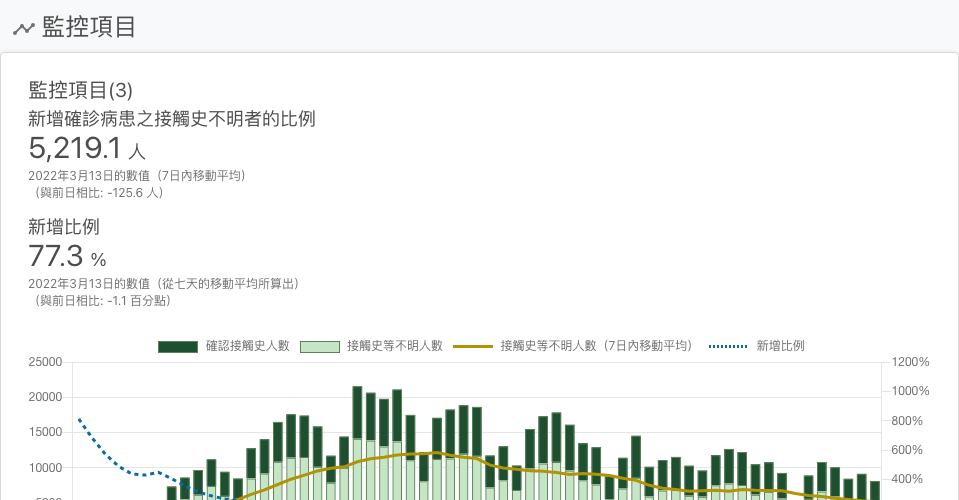 監控項目
監控項目(3)
新增確診病患之接觸史不明者的比例
5,219.1 人
2022年3月13日的數值（7日內移動平均）
（與前日相比: -125.6 人）
新增比例
77.3 %
2022年3月13日的數值（從七天的移動平均所算出）
（與前日相比: -1.1 百分點）
確認接觸史人數 接觸史等不明人數 接觸史等不明人數（7日內移動平均） 新增比例
25000 1200%
20000 1000%
15000 800%
10000 600%
400%